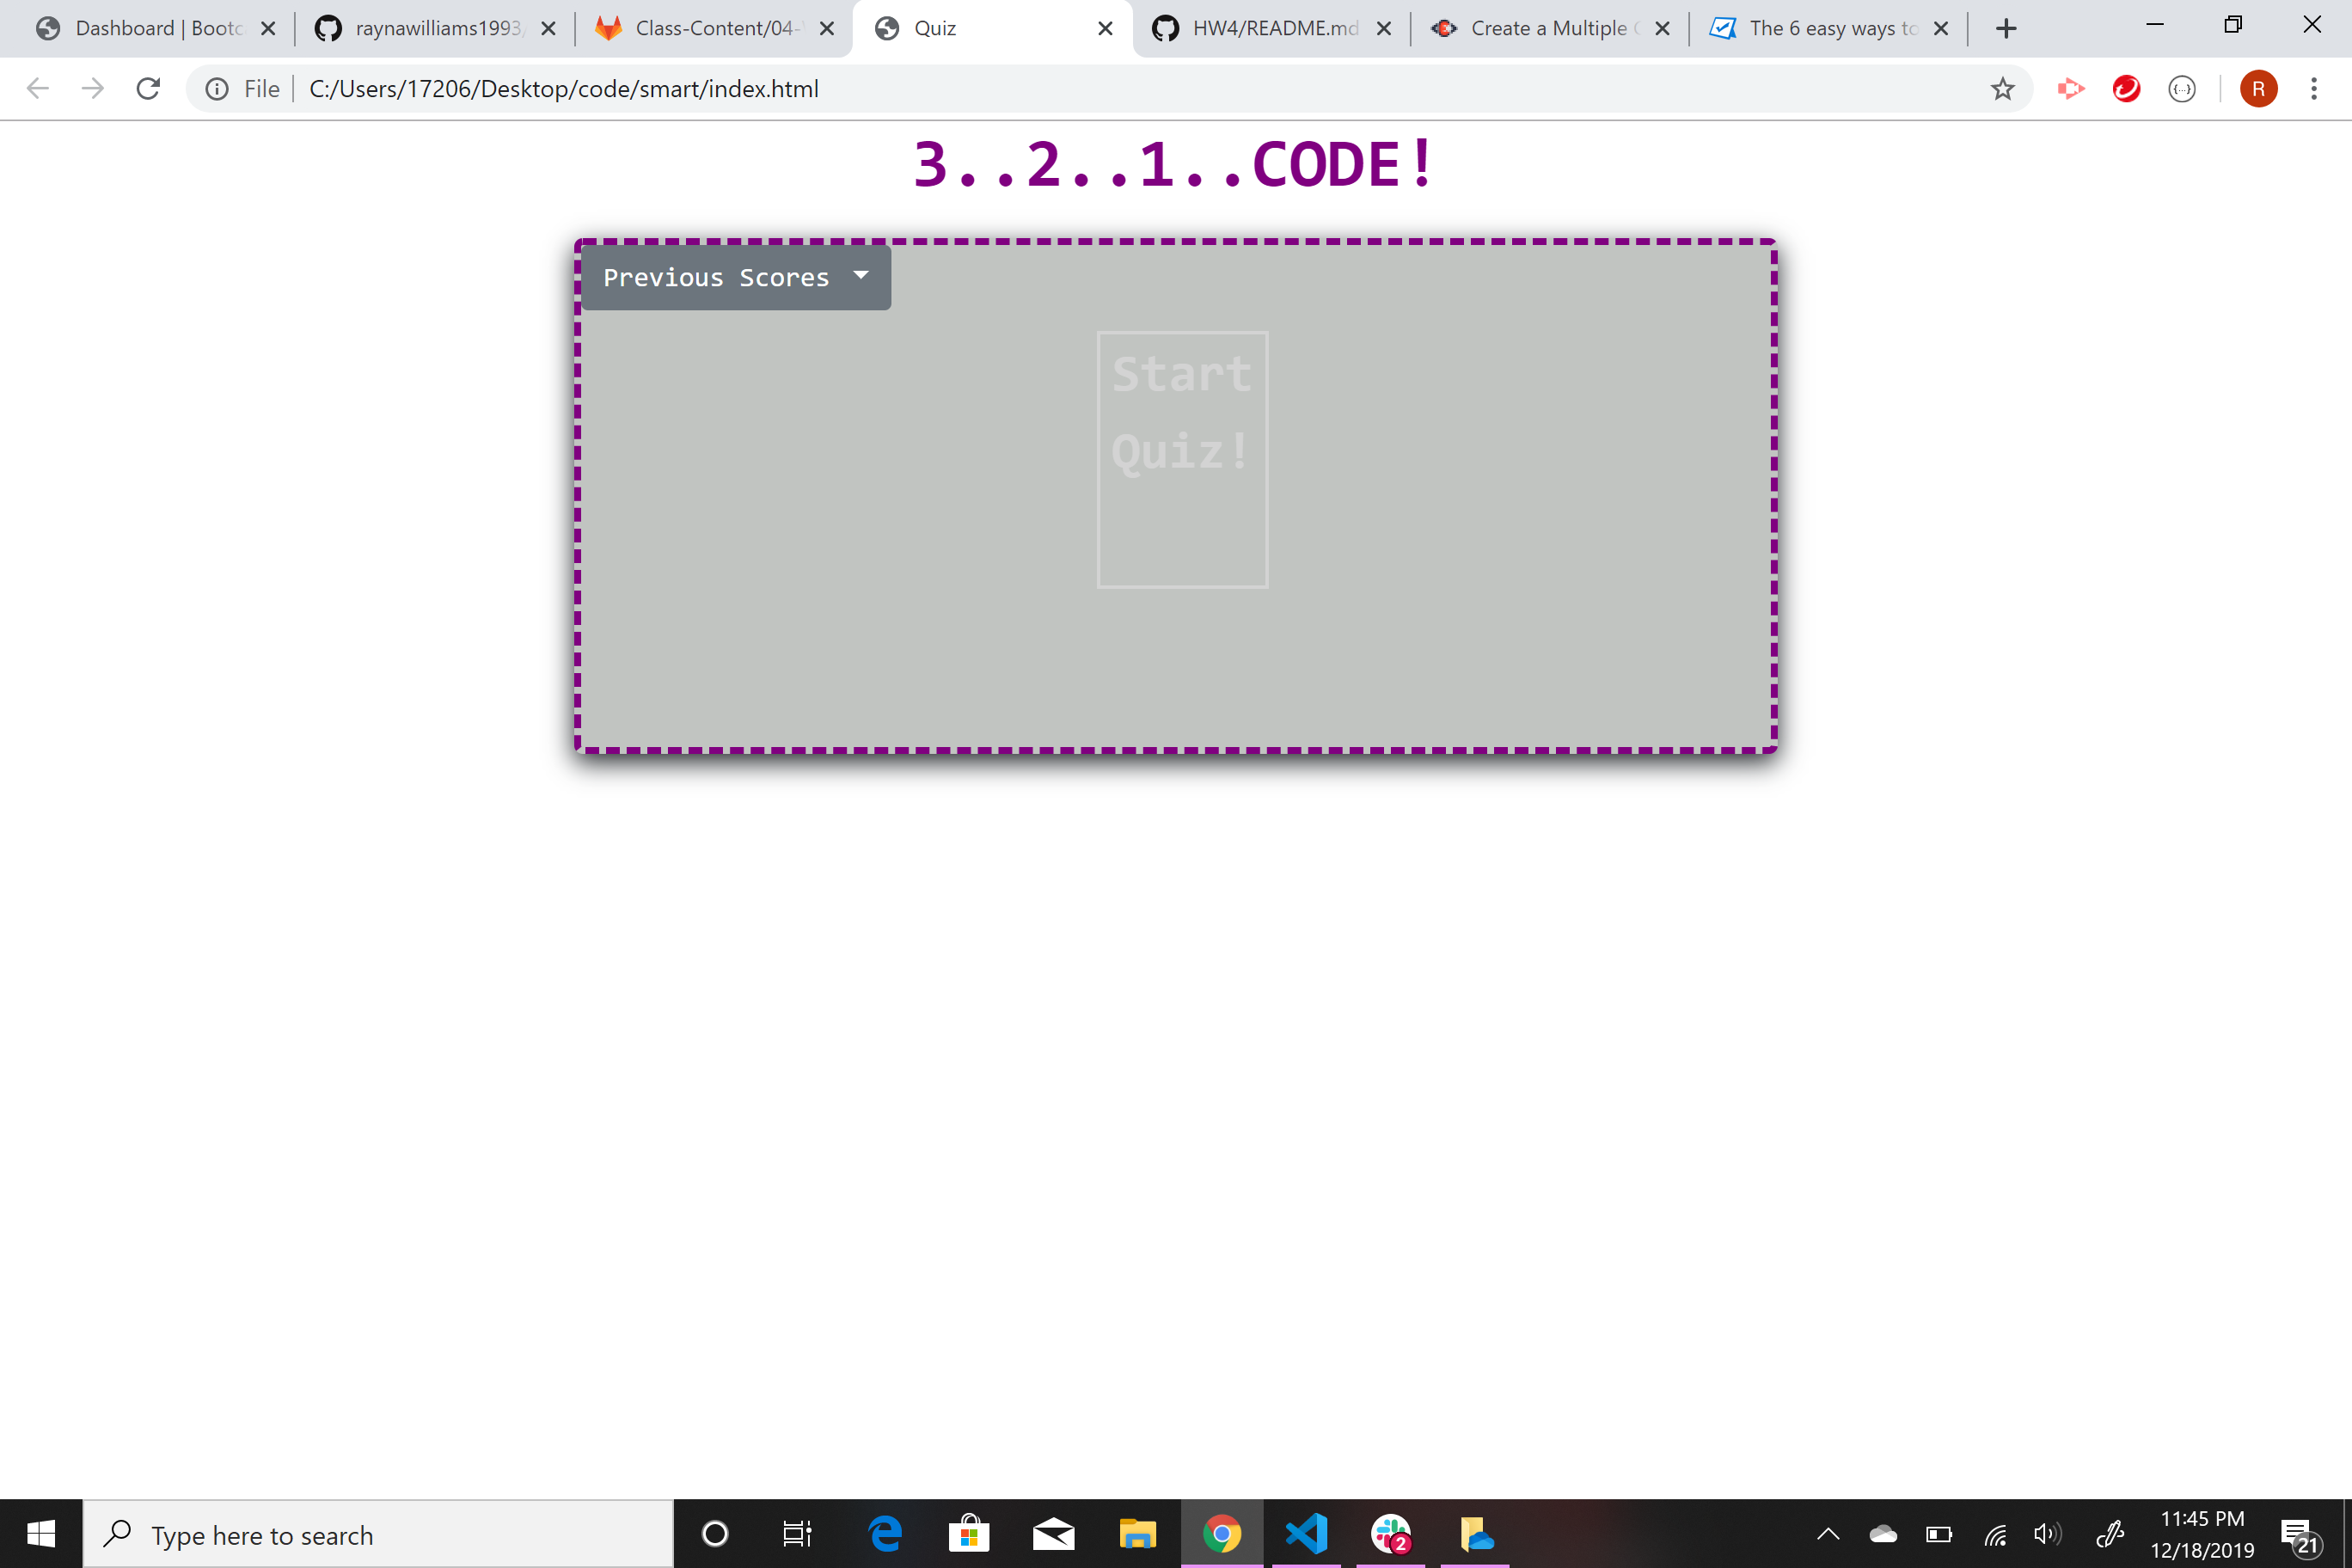 Dashboard | Bootc
raynawilliams1993/
Class-Content/04-
Quiz
HW4/README.md
Create a Multiple
The 6 easy ways to
File
C:/Users/17206/Desktop/code/smart/index.html
R
3..2..1..CODE!
Previous Scores
Start
Quiz!
Type here to search
2
11:45 PM
12/18/2019
21